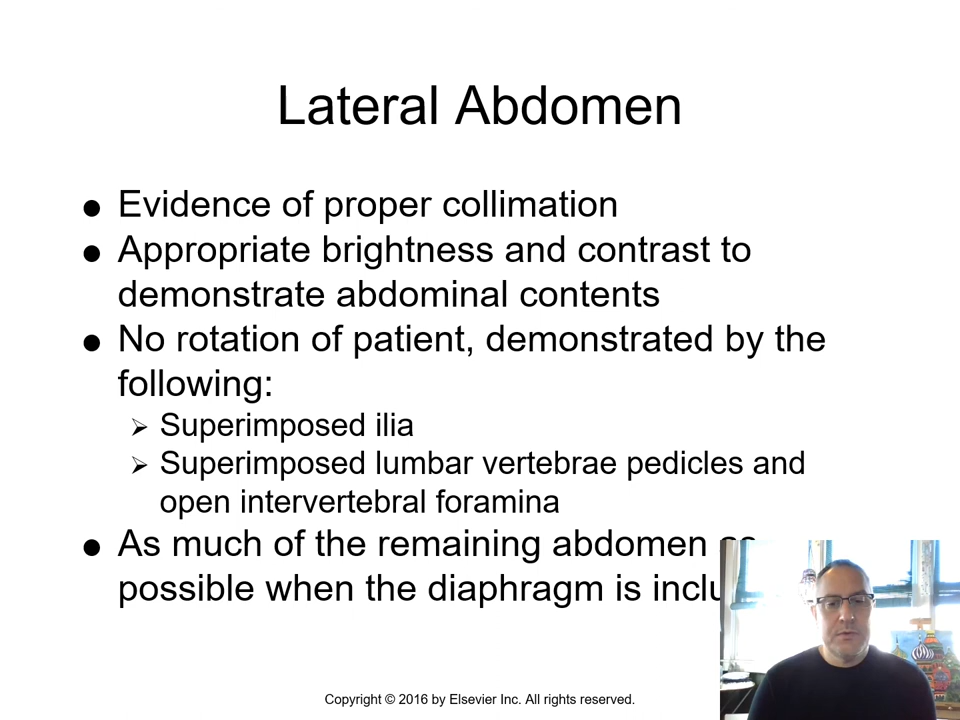 Lateral Abdomen
● Evidence of proper collimation
● Appropriate brightness and contrast to
demonstrate abdominal contents
● No rotation of patient, demonstrated by the
following:
➢ Superimposed ilia
➢ Superimposed lumbar vertebrae pedicles and
open intervertebral foramina
● As much of the remaining abdomen as
possible when the diaphragm is
Copyright © 2016 by Elsevier Inc. All rights reserved.